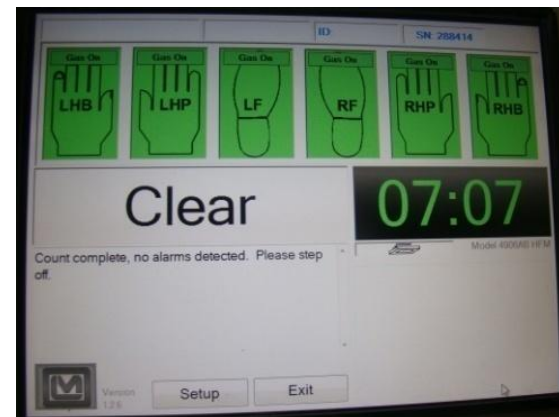 ID: SN: 288414
Gas On Gas On Gas On Gas On Gas On Gas On
LHB LHP LF RF RHP RHB
Clear
07:07
Count complete, no alarms detected. Please step
off.
Version
Setup Exit